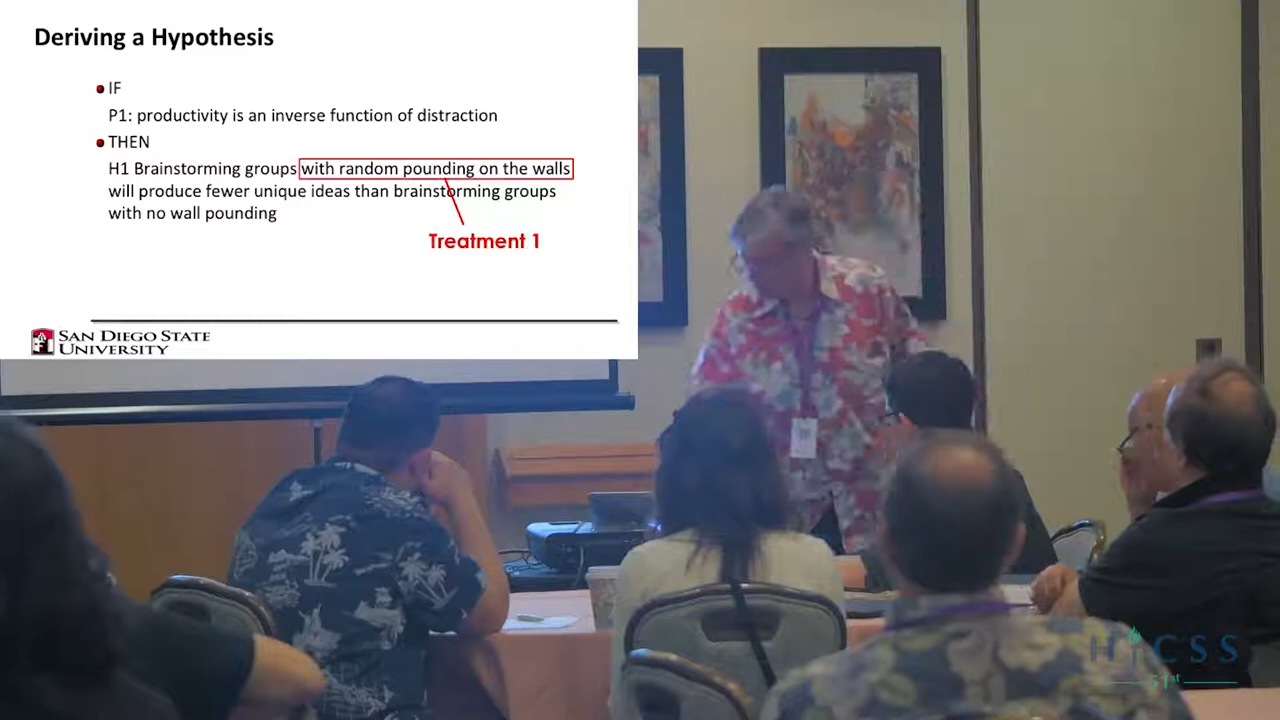 Deriving a Hypothesis
IF
P1: productivity is an inverse function of distraction
THEN
H1 Brainstorming groups with random pounding on the walls
will produce fewer unique ideas than brainstorming groups
with no wall pounding
Treatment 1
SAN DIEGO STATE
UNIVERSITY
HICSS
51st